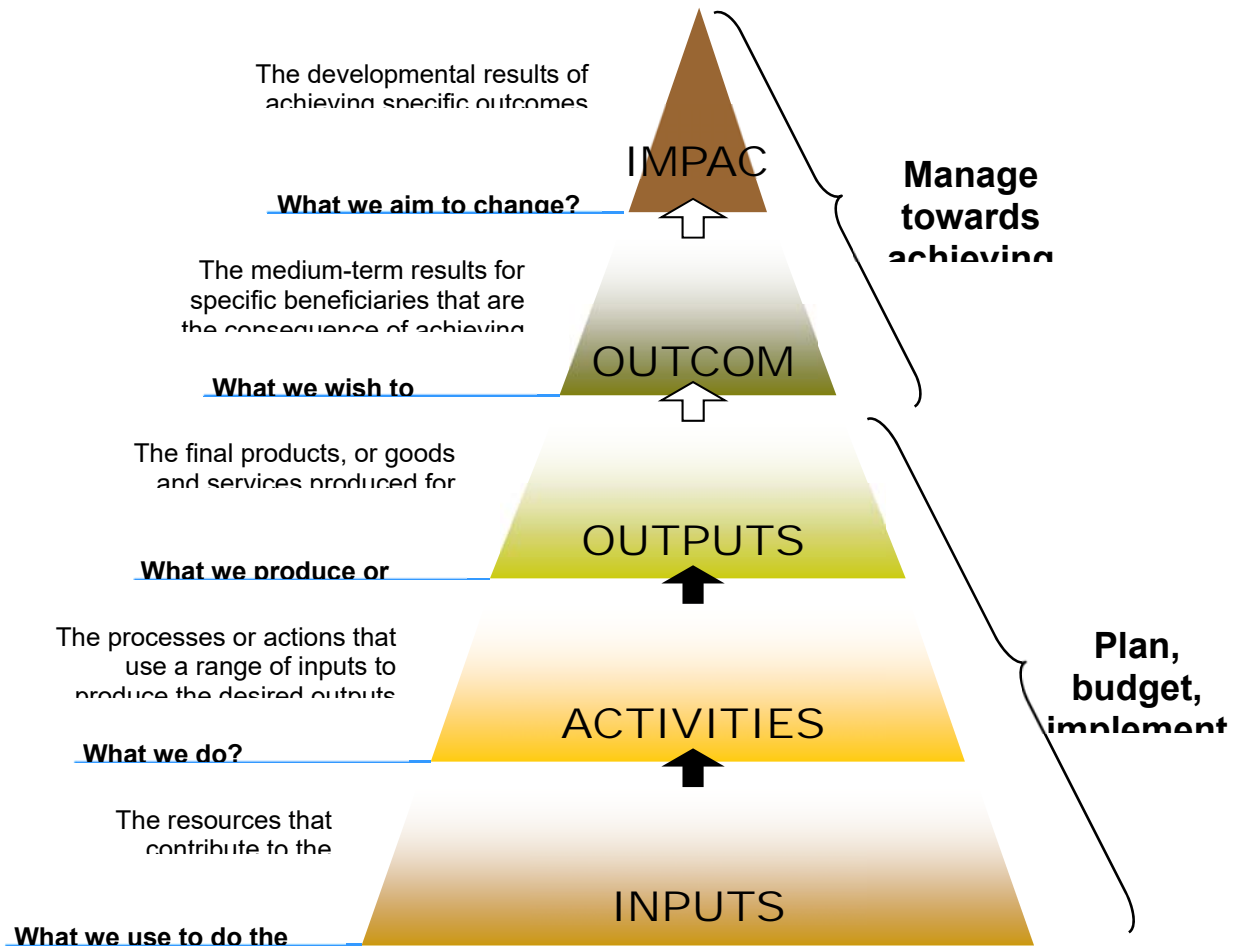 The developmental results of
achieving specific outcomes
IMPAC
What we aim to change?
Manage
towards
achieving
The medium-term results for
specific beneficiaries that are
the consequence of achieving
OUTCOM
What we wish to
The final products, or goods
and services produced for
OUTPUTS
What we produce or
The processes or actions that
use a range of inputs to
produce the desired outputs
ACTIVITIES
What we do?
Plan,
budget,
implement
The resources that
contribute to the
INPUTS
What we use to do the